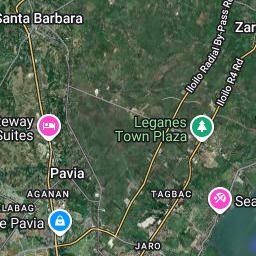 Santa Barbara
Zar
Iloilo Radial By-Pass R
Iloilo R4 Rd
eway
Suites
Leganes
Town Plaza
Pavia
AGANAN
TAGBAC
Sea
LABAG
e Pavia
JARO